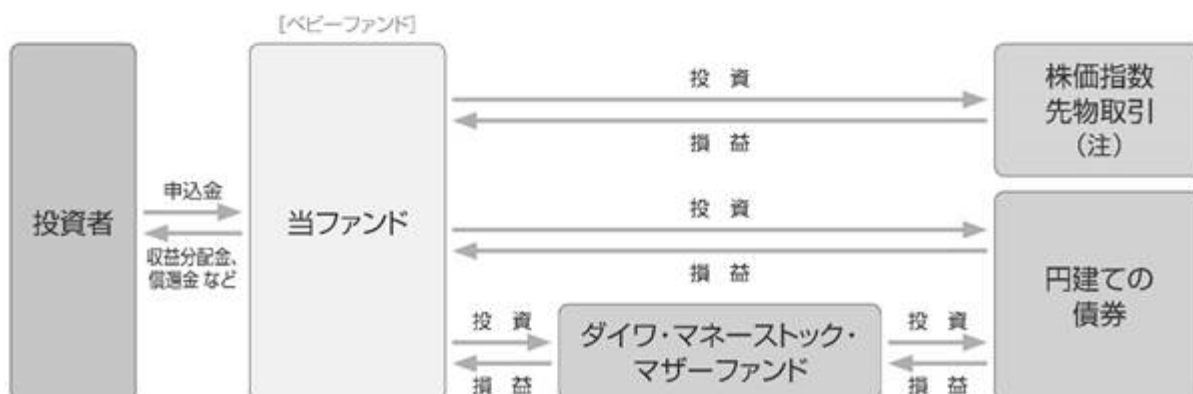 [ベビーファンド]
投資者
申込金
収益分配金、
償還金 など
当ファンド
投 資
損 益
株価指数
先物取引
(注)
投 資
損 益
円建ての
債券
投 資
損 益
ダイワ・マネーストック・
マザーファンド
投 資
損 益